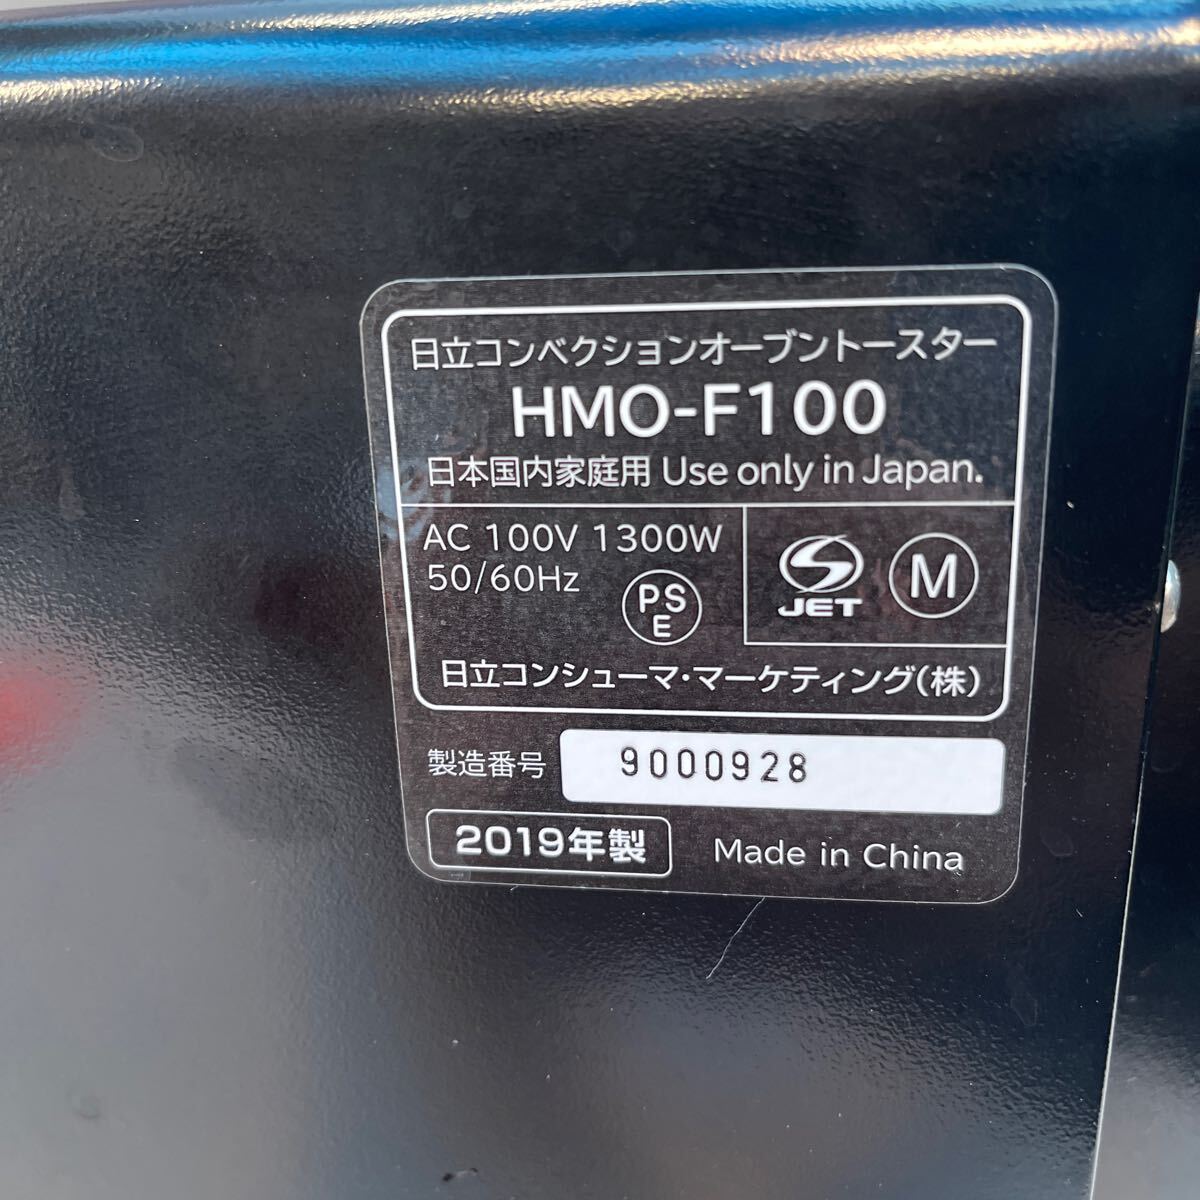 日立コンベクションオーブントースター
HMO-F100
日本国内家庭用 Use only in Japan.
AC 100V 1300W
50/60Hz
PS
E
JET
M
日立コンシューマ・マーケティング(株)
製造番号 9000928
2019年製 Made in China